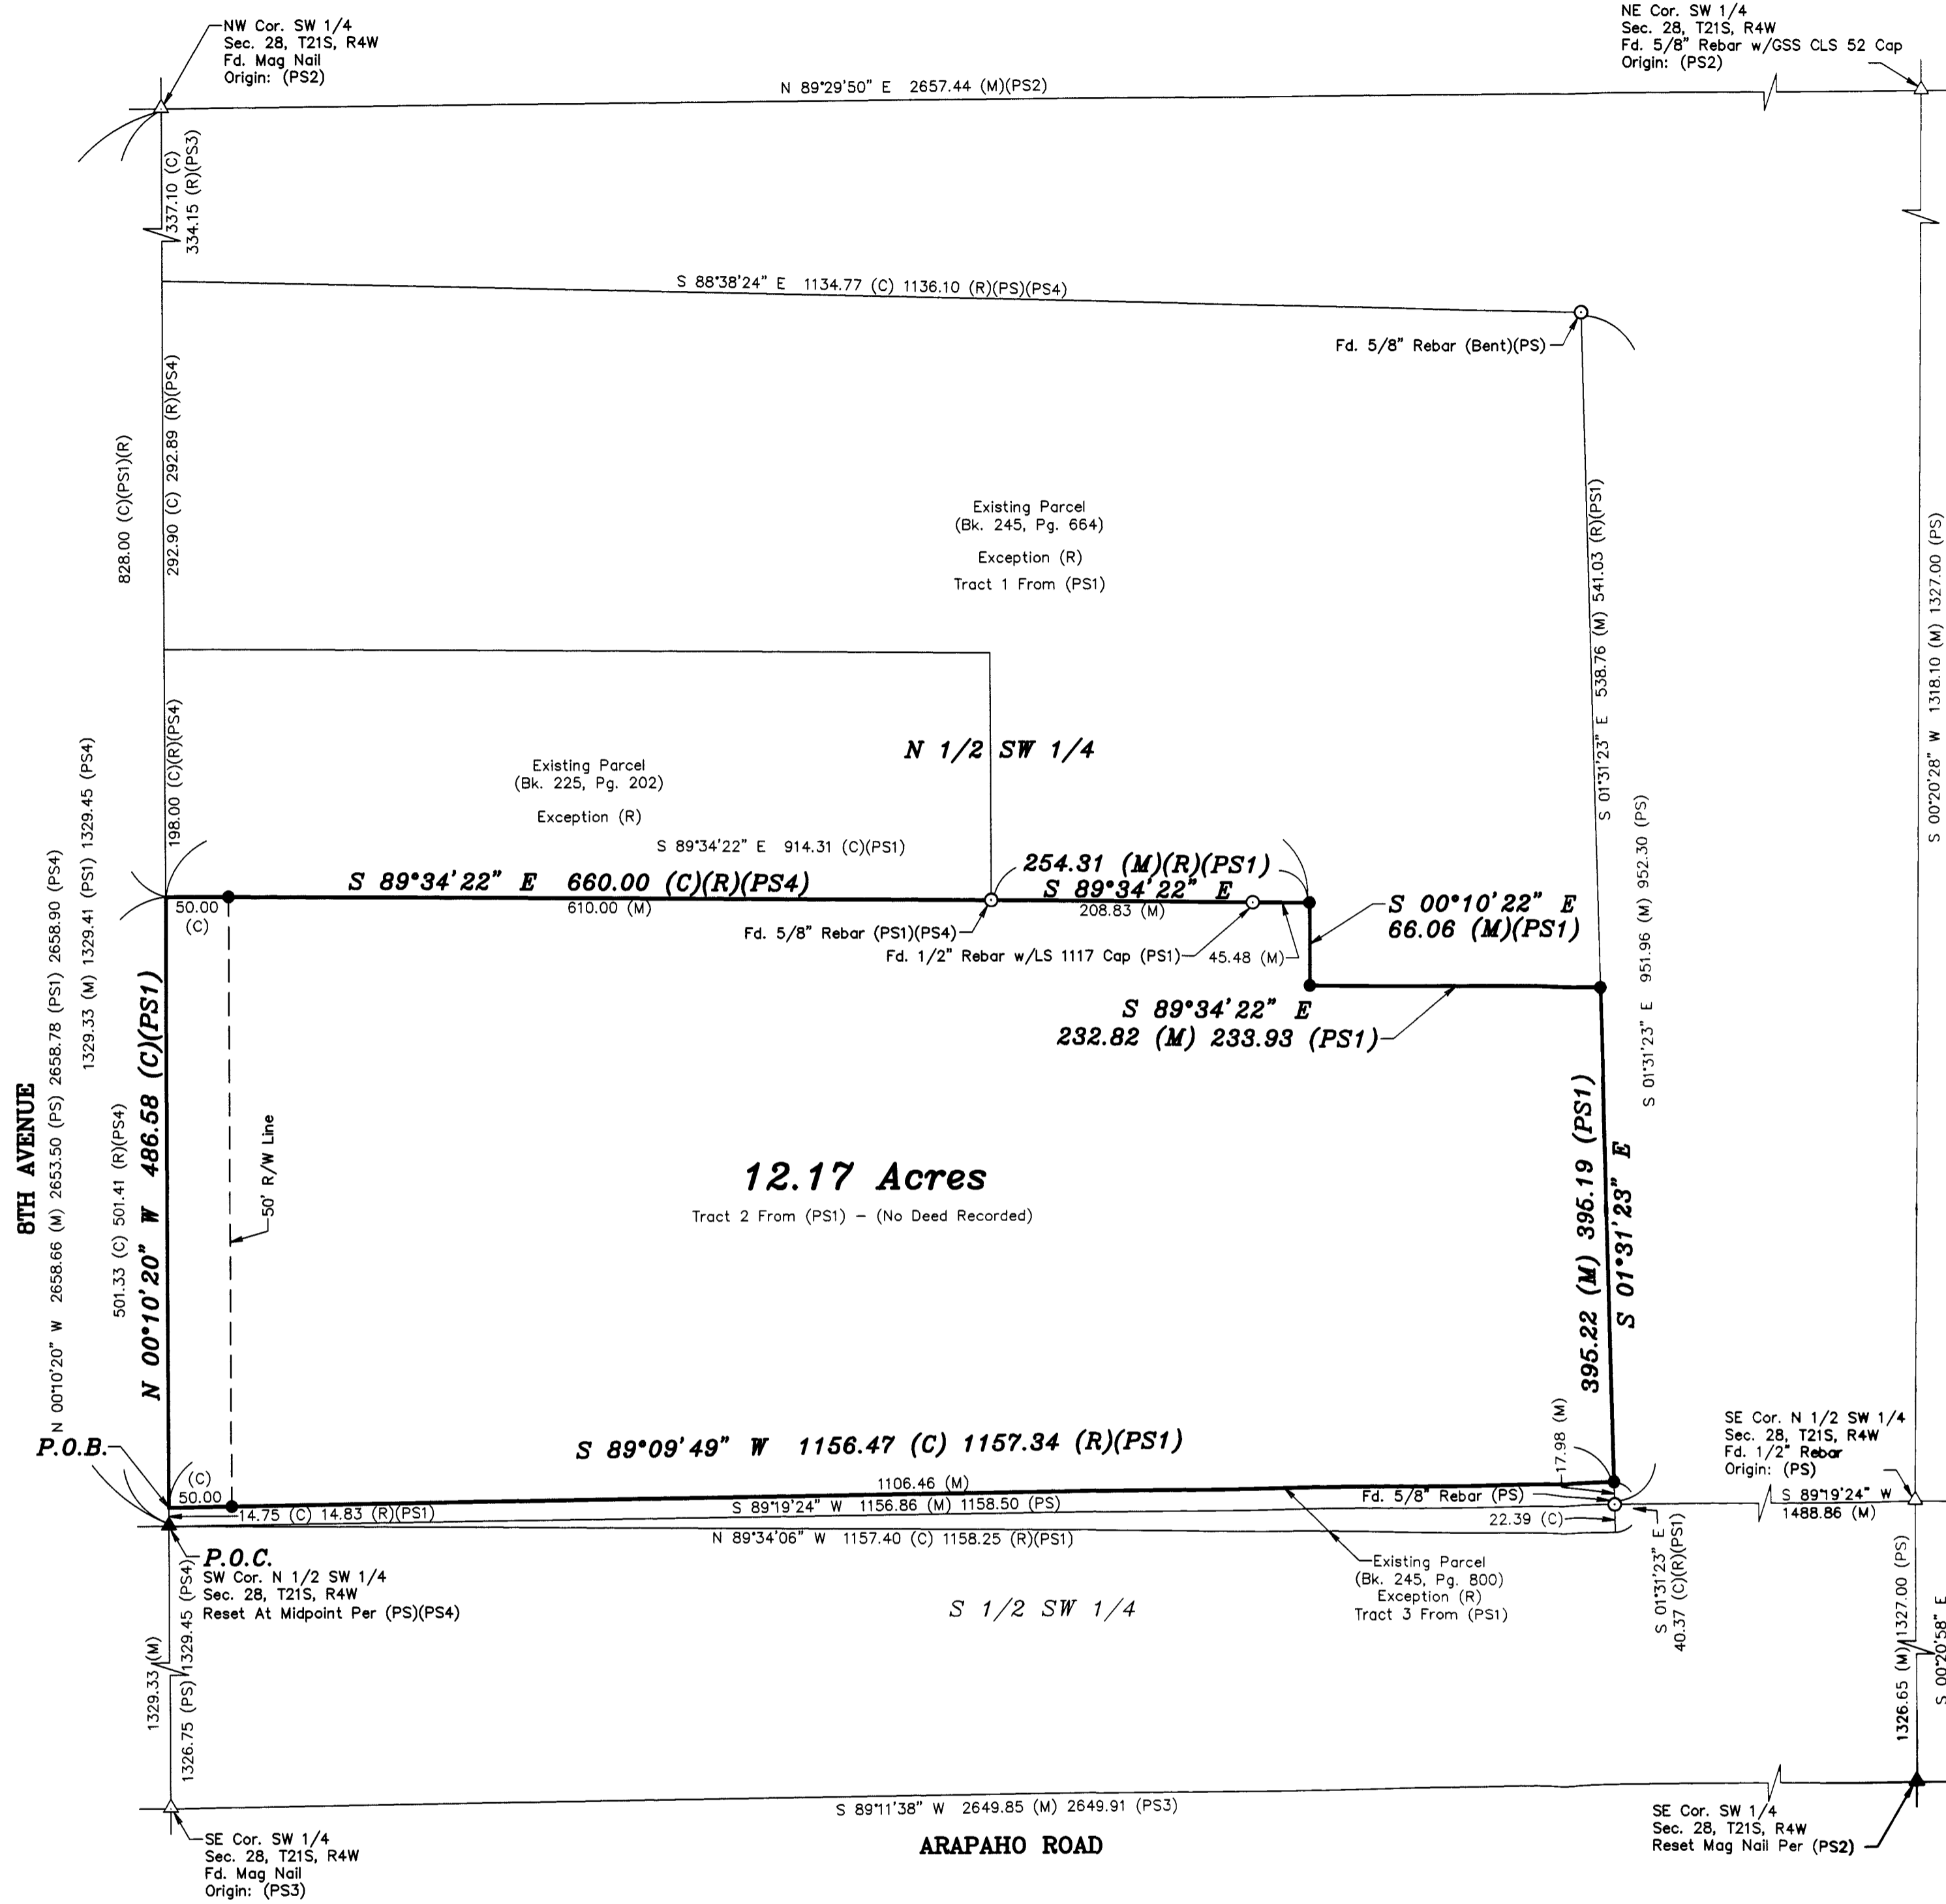 NW Cor. SW 1/4
Sec. 28, T21S, R4W
Fd. Mag Nail
Origin: (PS2)
NE Cor. SW 1/4
Sec. 28, T21S, R4W
Fd. 5/8" Rebar w/GSS CLS 52 Cap
Origin: (PS2)
N 89°29'50" E 2657.44 (M)(PS2)
337.10 (C)
334.15 (R)(PS3)
S 88°38'24" E 1134.77 (C) 1136.10 (R)(PS)(PS4)
Fd. 5/8" Rebar (Bent)(PS)
828.00 (C)(PS1)(R)
292.90 (C) 292.89 (R)(PS4)
Existing Parcel
(Bk. 245, Pg. 664)
Exception (R)
Tract 1 From (PS1)
S 01°31'23" E 538.76 (M) 541.03 (R)(PS1)
S 00°20'28" W 1318.10 (M) 1327.00 (PS)
198.00 (C)(R)(PS4)
N 1/2 SW 1/4
Existing Parcel
(Bk. 225, Pg. 202)
Exception (R)
S 89°34'22" E 914.31 (C)(PS1)
S 01°31'23" E 951.96 (M) 952.30 (PS)
254.31 (M)(R)(PS1)
S 89°34'22" E
208.83 (M)
S 89°34'22" E 660.00 (C)(R)(PS4)
610.00 (M)
50.00
(C)
Fd. 5/8" Rebar (PS1)(PS4)
Fd. 1/2" Rebar w/LS 1117 Cap (PS1)
45.48 (M)
S 00°10'22" E
66.06 (M)(PS1)
S 89°34'22" E
232.82 (M) 233.93 (PS1)
8TH AVENUE
N 00°10'20" W 2658.66 (M) 2653.50 (PS) 2658.78 (PS1) 2658.90 (PS4)
1329.33 (M) 1329.41 (PS1) 1329.45 (PS4)
501.33 (C) 501.41 (R)(PS4)
N 00°10'20" W 486.58 (C)(PS1)
50' R/W Line
12.17 Acres
Tract 2 From (PS1) - (No Deed Recorded)
395.22 (M) 395.19 (PS1)
S 01°31'23" E
P.O.B.
S 89°09'49" W 1156.47 (C) 1157.34 (R)(PS1)
1106.46 (M)
(C)
50.00
17.98 (M)
14.75 (C) 14.83 (R)(PS1)
S 89°19'24" W 1156.86 (M) 1158.50 (PS)
Fd. 5/8" Rebar (PS)
N 89°34'06" W 1157.40 (C) 1158.25 (R)(PS1)
22.39 (C)
SE Cor. N 1/2 SW 1/4
Sec. 28, T21S, R4W
Fd. 1/2" Rebar
Origin: (PS)
S 89°19'24" W
1488.86 (M)
P.O.C.
SW Cor. N 1/2 SW 1/4
Sec. 28, T21S, R4W
Reset At Midpoint Per (PS)(PS4)
Existing Parcel
(Bk. 245, Pg. 800)
Exception (R)
Tract 3 From (PS1)
S 01°31'23" E
40.37 (C)(R)(PS1)
S 1/2 SW 1/4
1329.33 (M)
1326.75 (PS) 1329.45 (PS4)
1326.65 (M) 1327.00 (PS)
S 00°20'58" E
S 89°11'38" W 2649.85 (M) 2649.91 (PS3)
ARAPAHO ROAD
SE Cor. SW 1/4
Sec. 28, T21S, R4W
Fd. Mag Nail
Origin: (PS3)
SE Cor. SW 1/4
Sec. 28, T21S, R4W
Reset Mag Nail Per (PS2)